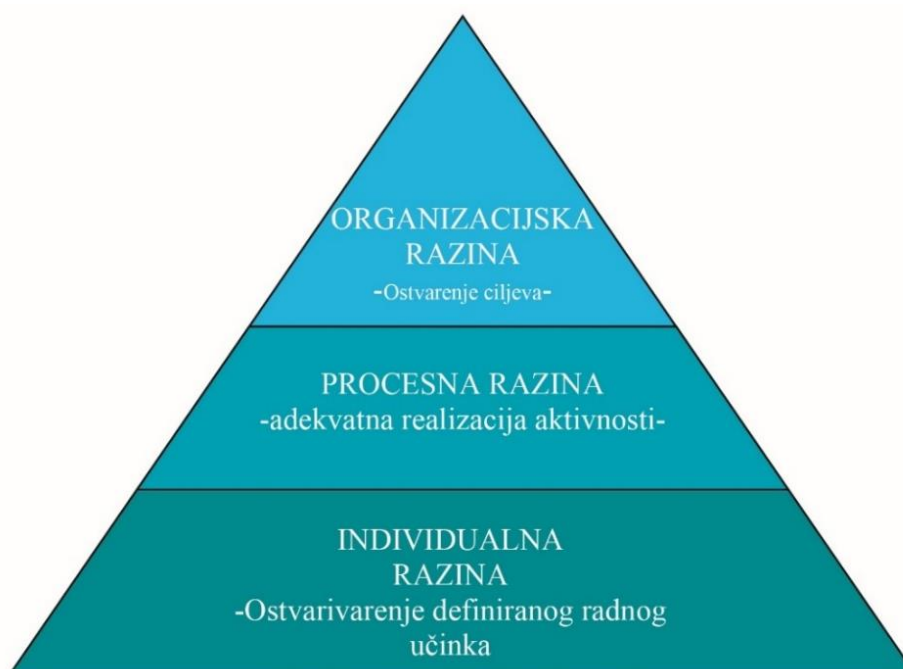 ORGANIZACIJSKA
RAZINA
-Ostvarenje ciljeva-
PROCESNA RAZINA
-adekvatna realizacija aktivnosti-
INDIVIDUALNA
RAZINA
-Ostvarivarenje definiranog radnog
učinka